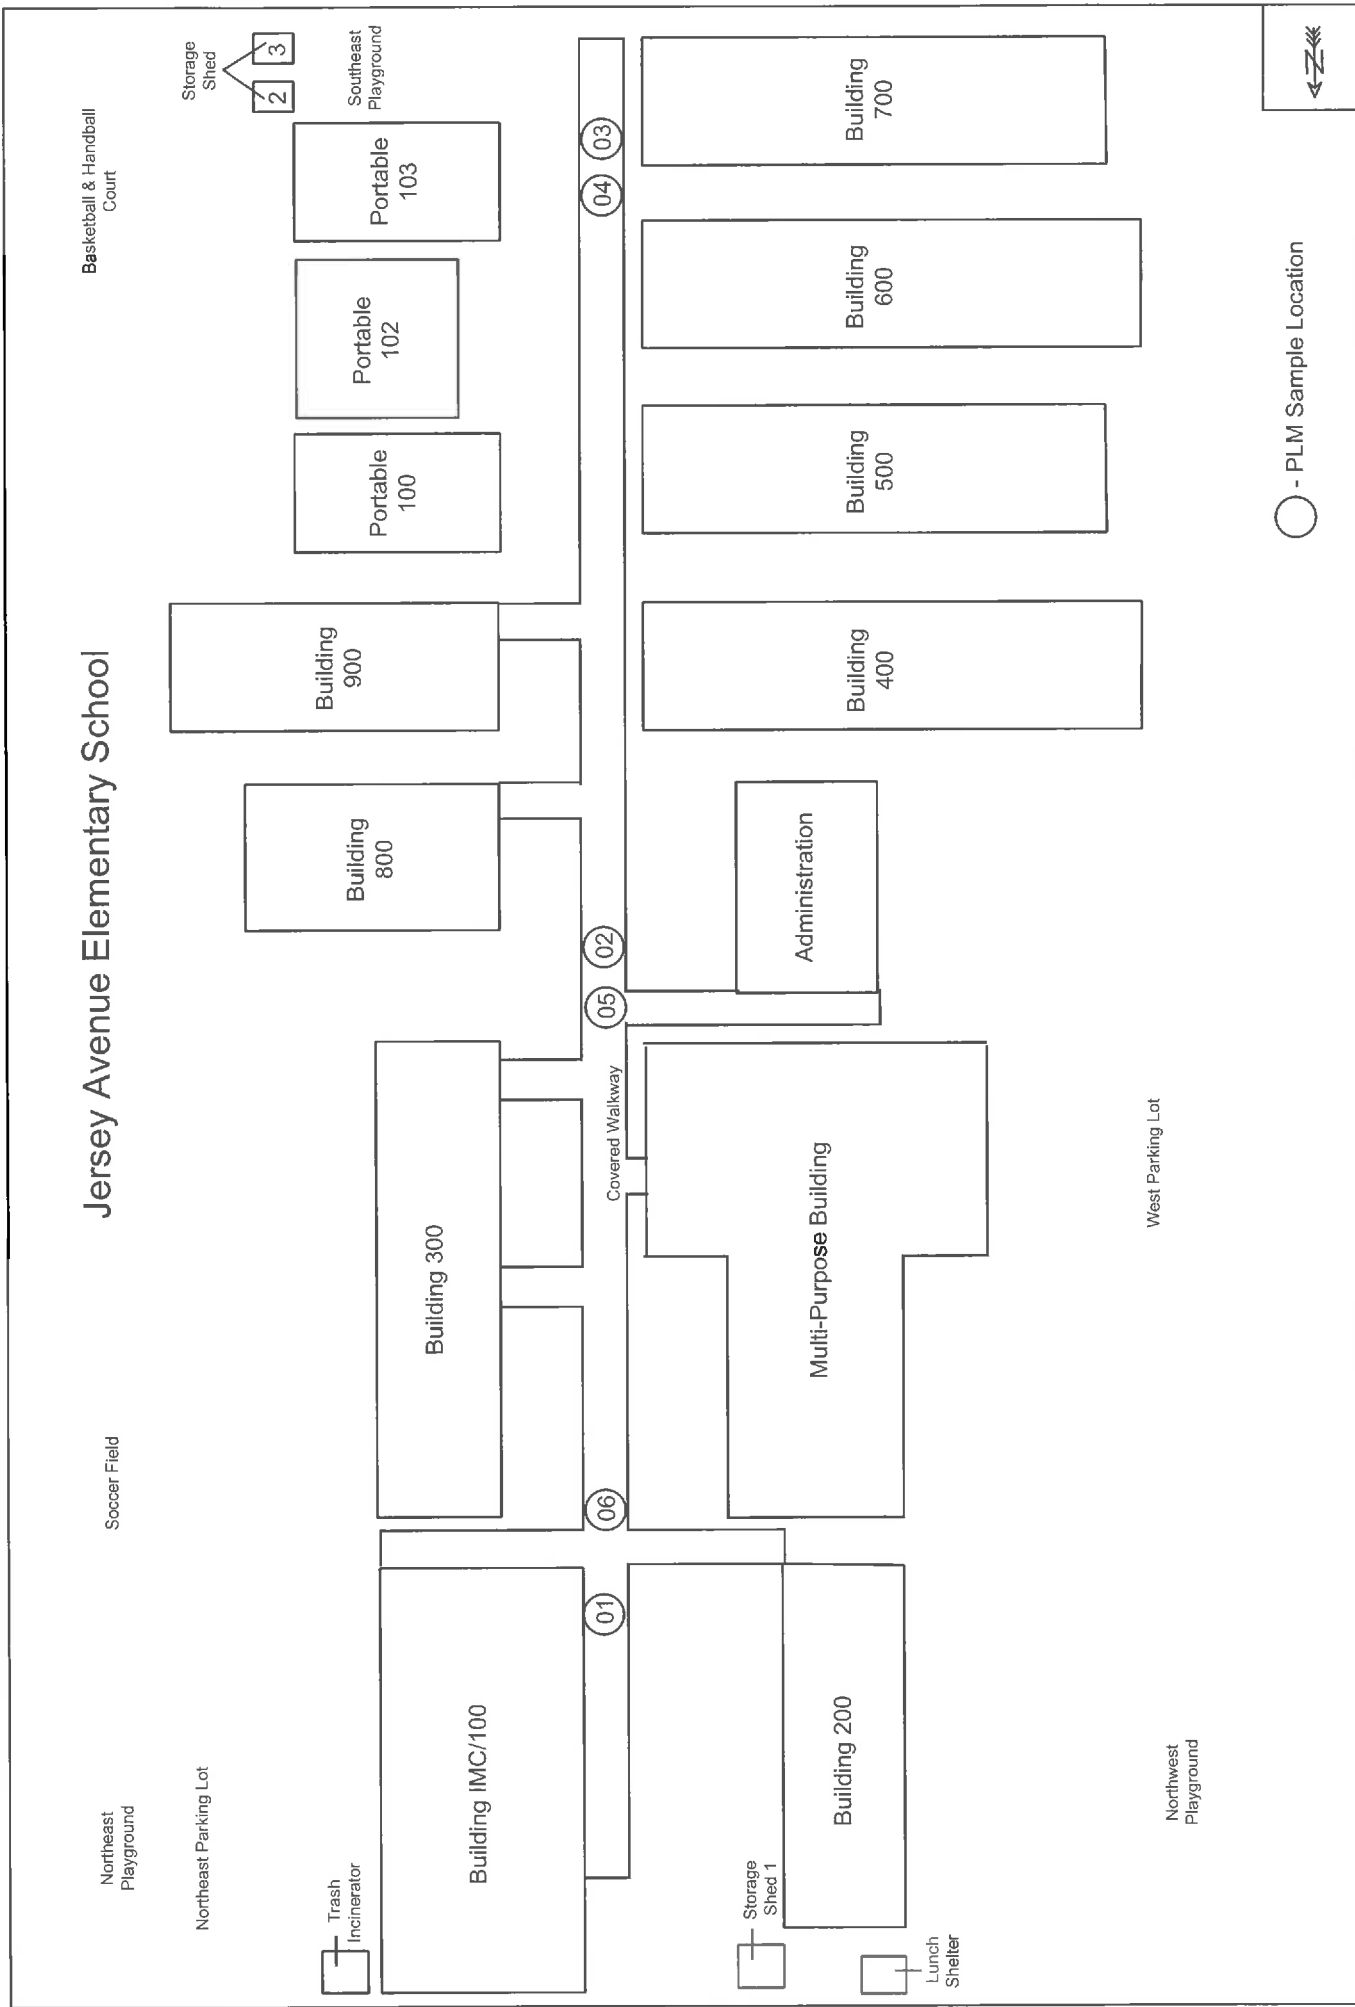 Jersey Avenue Elementary School
Northeast
Playground
Northeast Parking Lot
Soccer Field
Basketball & Handball
Court
Storage
Shed
2
3
Southeast
Playground
Trash
Incinerator
Building IMC/100
Building 300
Building
800
Building
900
Portable
100
Portable
102
Portable
103
01
06
Covered Walkway
05
02
04
03
Storage
Shed 1
Lunch
Shelter
Building 200
Multi-Purpose Building
Administration
Building
400
Building
500
Building
600
Building
700
Northwest
Playground
West Parking Lot
- PLM Sample Location
N